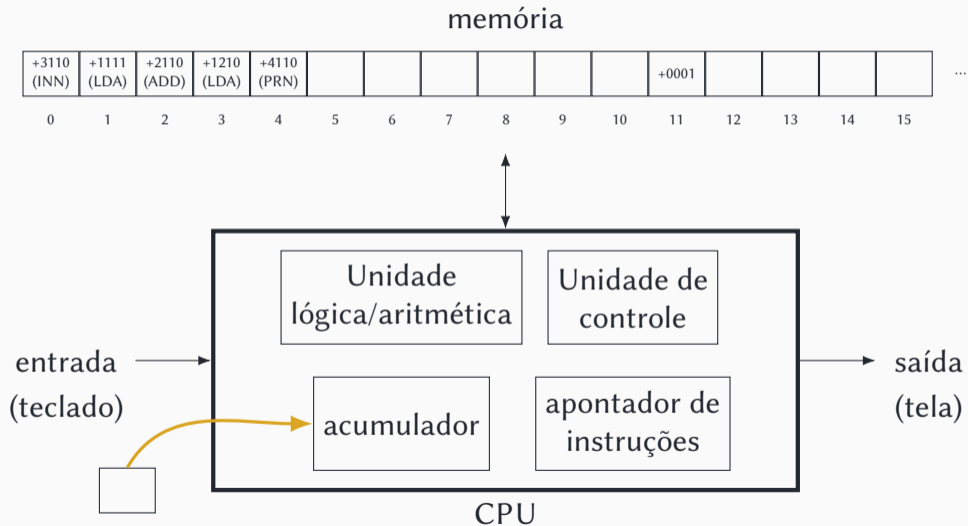 memória
+3110 +1111 +2110 +1210 +4110 +0001 ...
(INN) (LDA) (ADD) (LDA) (PRN)
0 1 2 3 4 5 6 7 8 9 10 11 12 13 14 15
Unidade
lógica/aritmética
Unidade de
controle
entrada
(teclado)
saída
(tela)
acumulador
apontador de
instruções
CPU